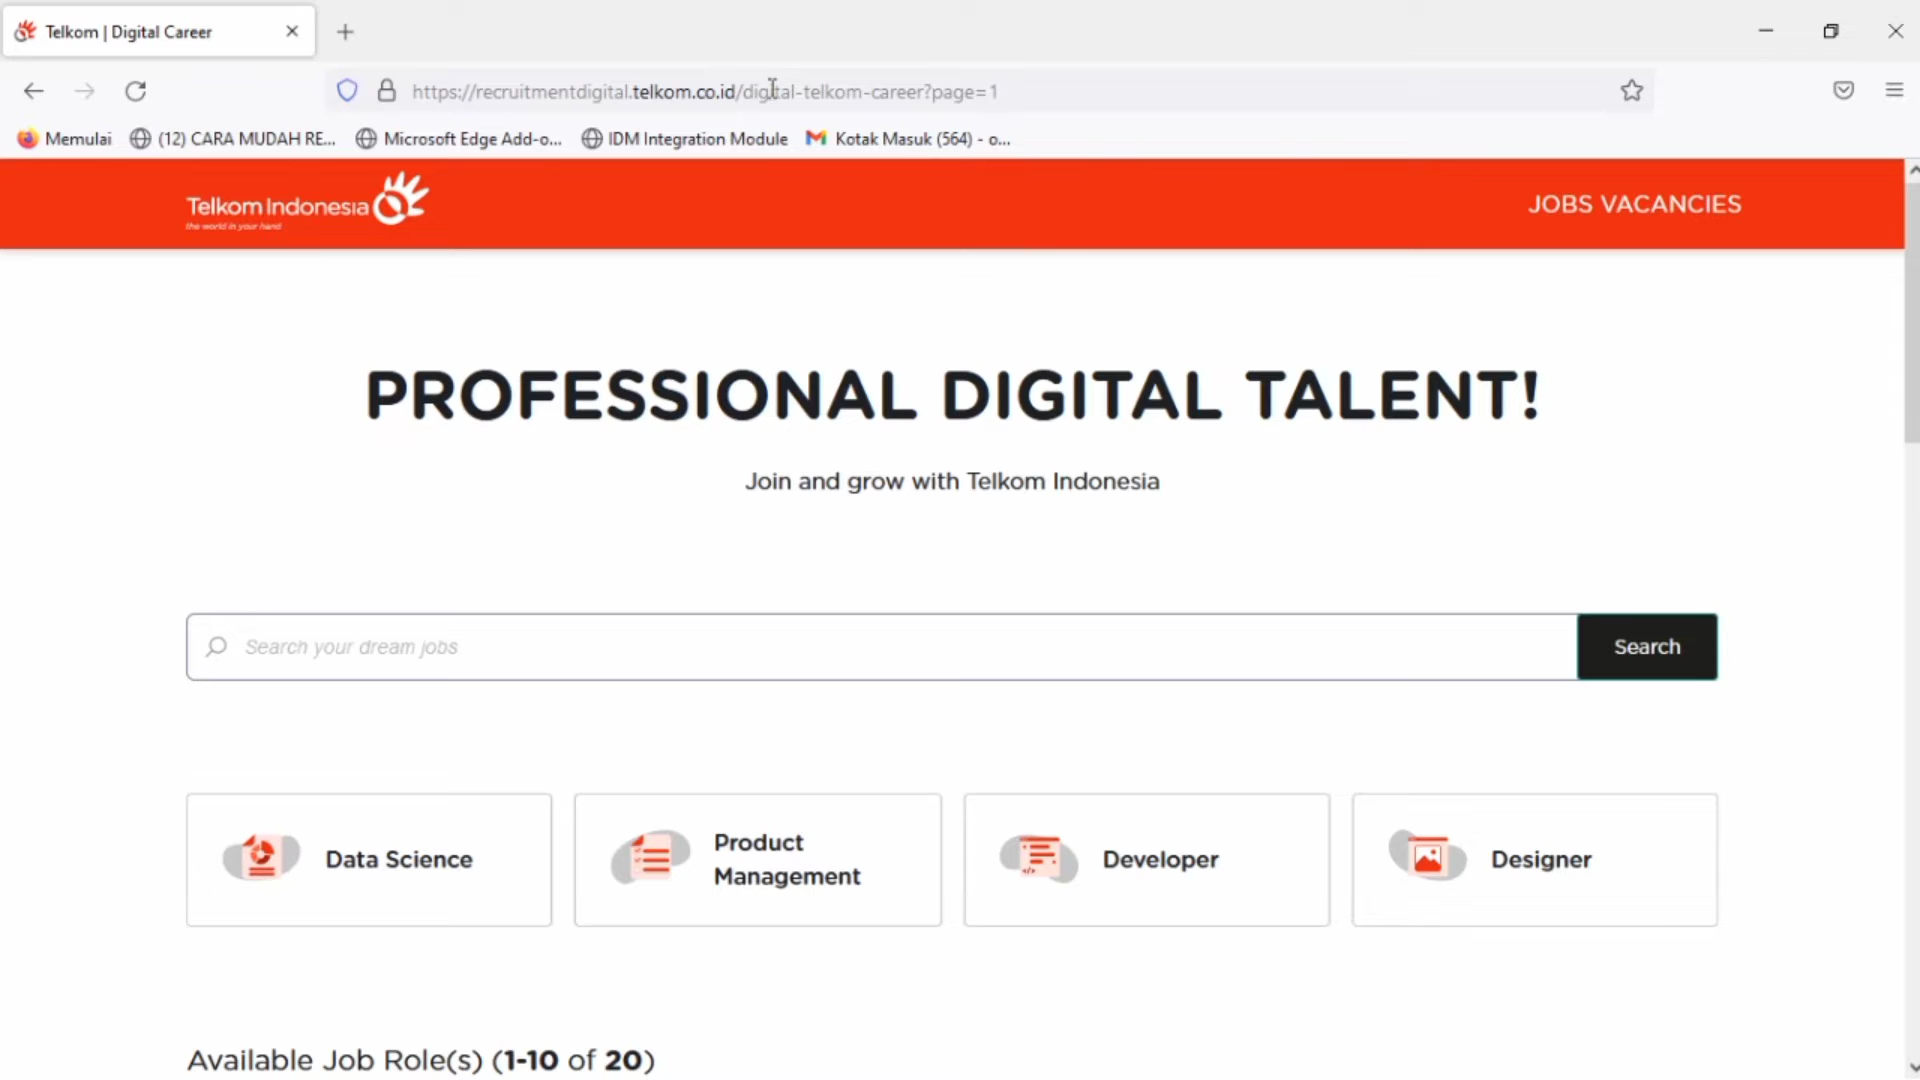 Telkom | Digital Career
https://recruitmentdigital.telkom.co.id/digital-telkom-career?page=1
Memulai (12) CARA MUDAH RE... Microsoft Edge Add-o... IDM Integration Module Kotak Masuk (564) - o...
Telkom Indonesia
the world in your hand
JOBS VACANCIES
PROFESSIONAL DIGITAL TALENT!
Join and grow with Telkom Indonesia
Search your dream jobs
Search
Data Science
Product
Management
Developer
Designer
Available Job Role(s) (1-10 of 20)